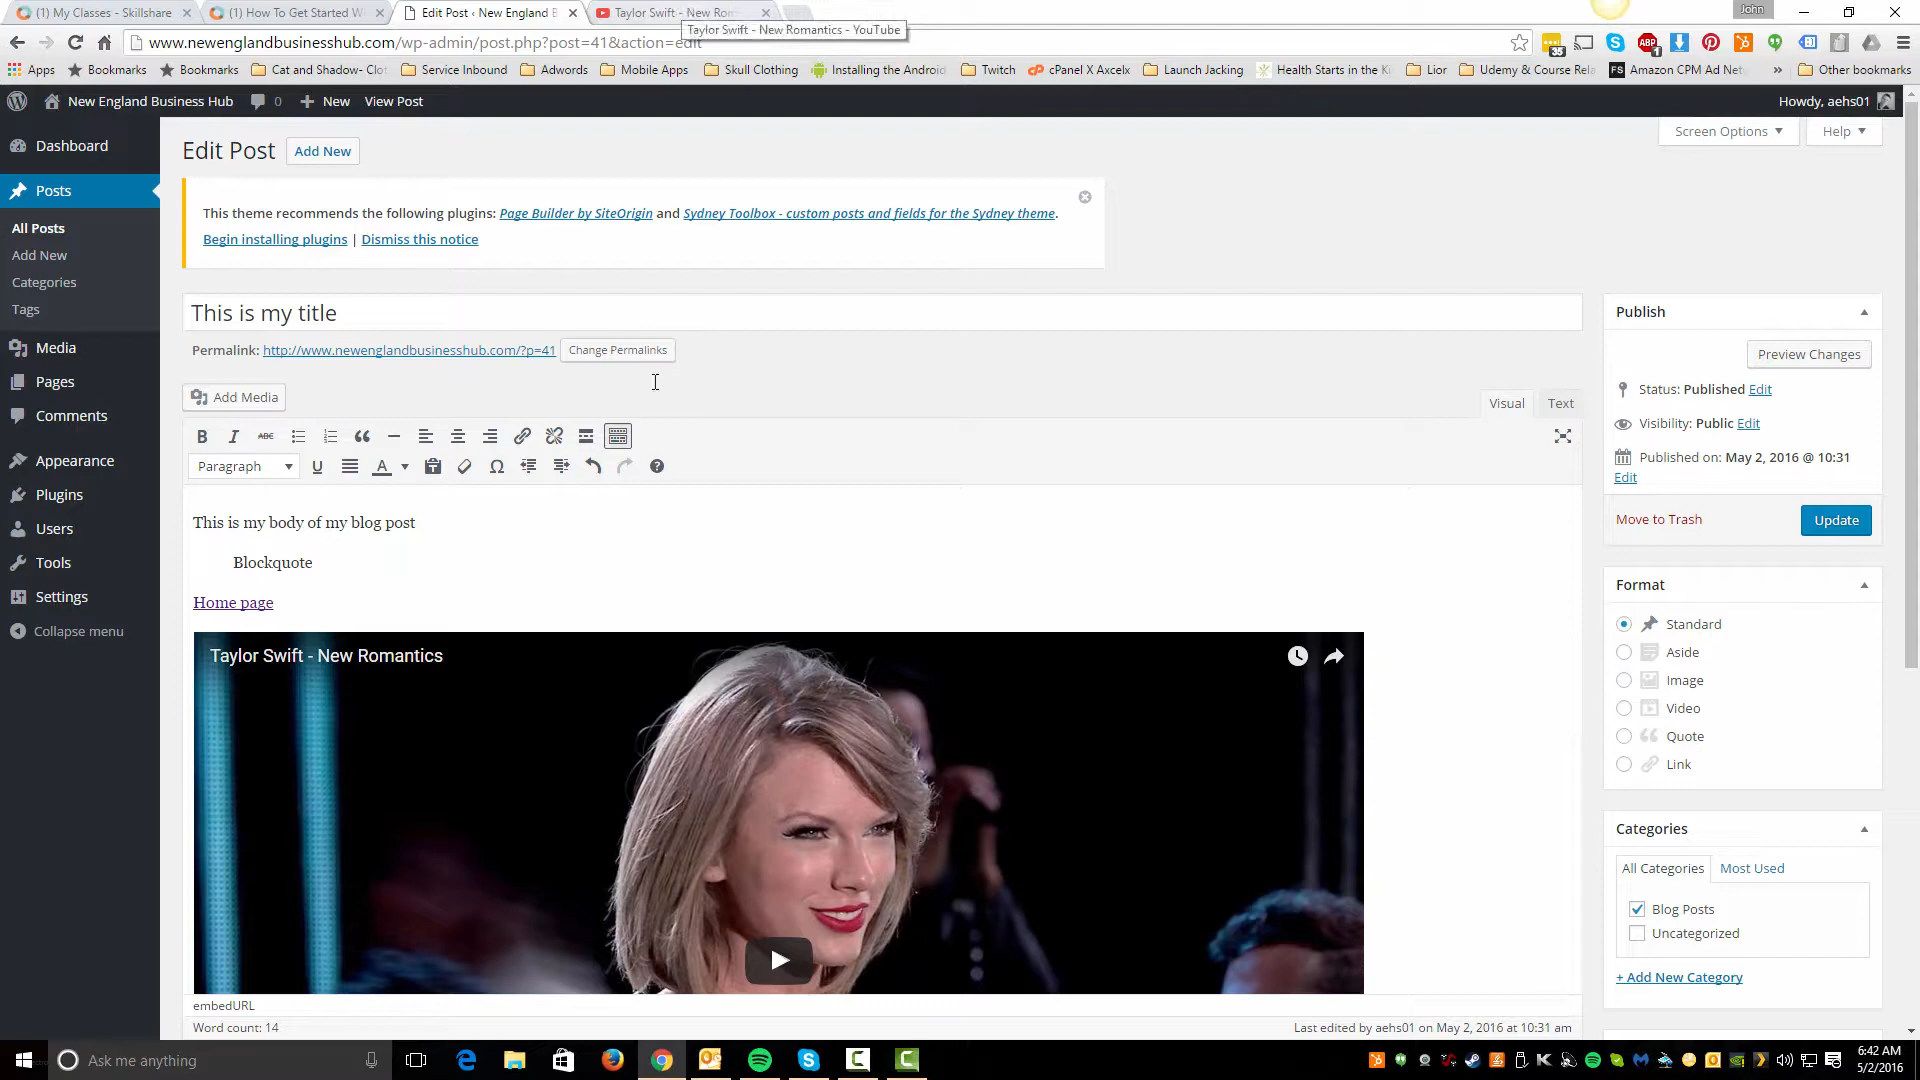 (1) My Classes - Skillshare
(1) How To Get Started W
Edit Post ‹ New England B
Taylor Swift - New Rom
John
Taylor Swift - New Romantics - YouTube
www.newenglandbusinesshub.com/wp-admin/post.php?post=41&action=edit
Apps
Bookmarks
Bookmarks
Cat and Shadow- Clot
Service Inbound
Adwords
Mobile Apps
Skull Clothing
Installing the Android
Twitch
cPanel X Axcelx
Launch Jacking
Health Starts in the Ki
Lior
Udemy & Course Rela
FS Amazon CPM Ad Netw
Other bookmarks
New England Business Hub
0
New
View Post
Howdy, aehs01
Dashboard
Posts
All Posts
Add New
Categories
Tags
Media
Pages
Comments
Appearance
Plugins
Users
Tools
Settings
Collapse menu
Screen Options
Help
Edit Post
Add New
This theme recommends the following plugins: Page Builder by SiteOrigin and Sydney Toolbox - custom posts and fields for the Sydney theme.
Begin installing plugins | Dismiss this notice
This is my title
Permalink: http://www.newenglandbusinesshub.com/?p=41 Change Permalinks
Add Media
Visual
Text
B I ABC
Paragraph
This is my body of my blog post
Blockquote
Home page
Taylor Swift - New Romantics
embedURL
Word count: 14
Last edited by aehs01 on May 2, 2016 at 10:31 am
Publish
Preview Changes
Status: Published Edit
Visibility: Public Edit
Published on: May 2, 2016 @ 10:31
Edit
Move to Trash
Update
Format
Standard
Aside
Image
Video
Quote
Link
Categories
All Categories
Most Used
Blog Posts
Uncategorized
+ Add New Category
Ask me anything
6:42 AM
5/2/2016